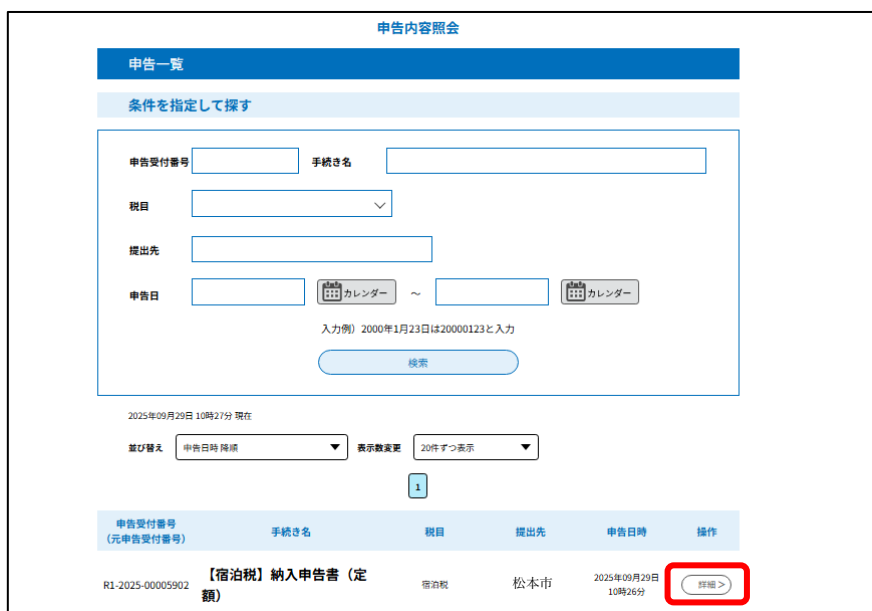 申告内容照会
申告一覧
条件を指定して探す
申告受付番号 手続き名
税目
提出先
申告日 カレンダー ～ カレンダー
入力例）2000年1月23日は20000123と入力
検索
2025年09月29日 10時27分 現在
並び替え 申告日時 降順 表示数変更 20件ずつ表示
1
申告受付番号
（元申告受付番号） 手続き名 税目 提出先 申告日時 操作
R1-2025-00005902 【宿泊税】納入申告書（定
額） 宿泊税 松本市 2025年09月29日
10時26分 詳細＞